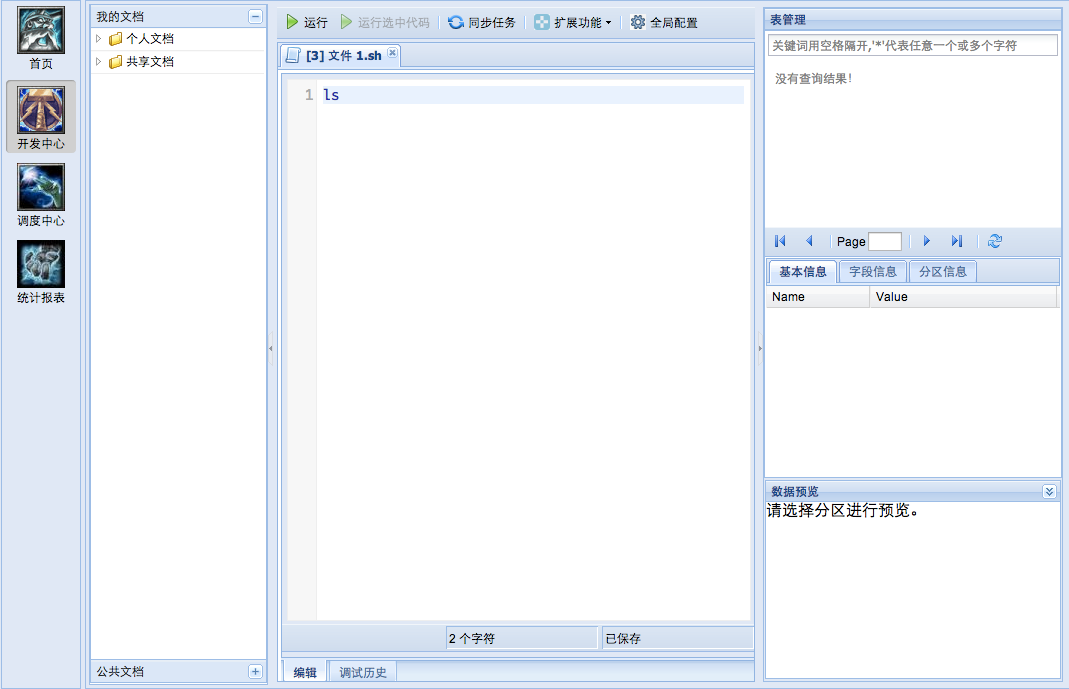 首页
开发中心
调度中心
统计报表
我的文档
个人文档
共享文档
公共文档
运行 运行选中代码 同步任务 扩展功能 全局配置
[3] 文件 1.sh
1 ls
2 个字符 已保存
编辑 调试历史
表管理
关键词用空格隔开,'*'代表任意一个或多个字符
没有查询结果!
Page
基本信息 字段信息 分区信息
Name Value
数据预览
请选择分区进行预览。